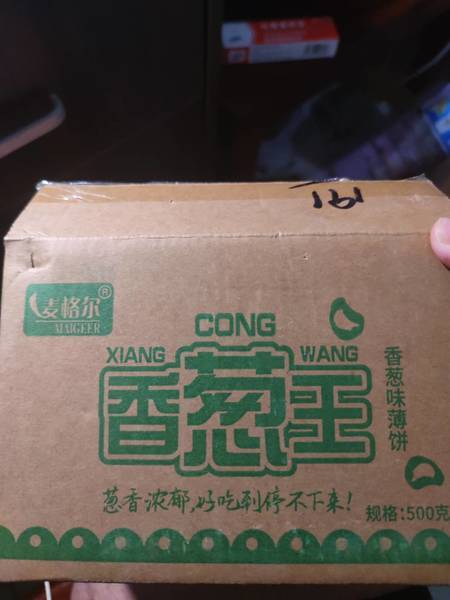 麦格尔®
MAIGEER
CONG
XIANG WANG
香葱王
香葱味薄饼
葱香浓郁,好吃到停不下来!
规格:500克